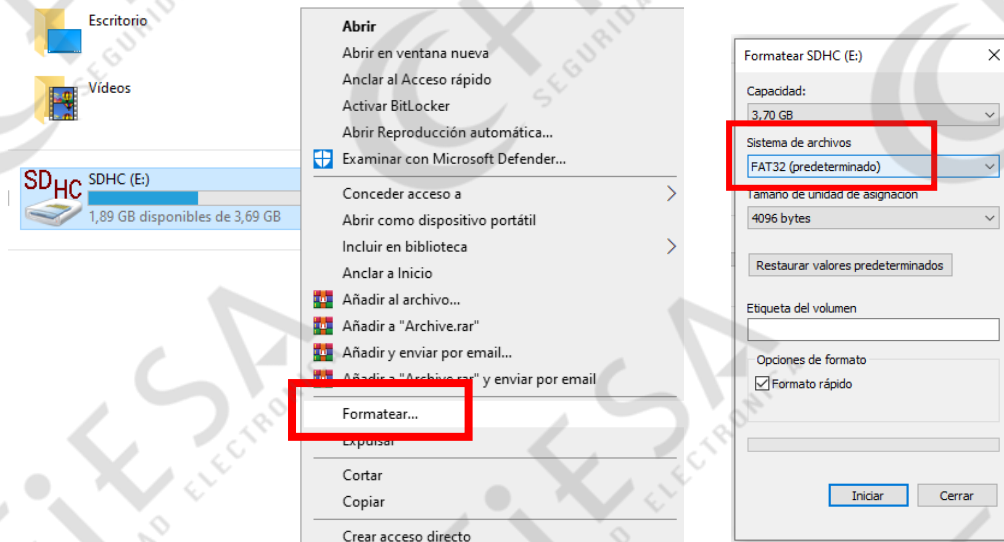 Escritorio
Vídeos
SDHC
SDHC (E:)
1,89 GB disponibles de 3,69 GB
Abrir
Abrir en ventana nueva
Anclar al Acceso rápido
Activar BitLocker
Abrir Reproducción automática...
Examinar con Microsoft Defender...
Conceder acceso a
Abrir como dispositivo portátil
Incluir en biblioteca
Anclar a Inicio
Añadir al archivo...
Añadir a "Archive.rar"
Añadir y enviar por email...
Añadir a "Archive.rar" y enviar por email
Formatear...
Expulsar
Cortar
Copiar
Crear acceso directo
Formatear SDHC (E:)
Capacidad:
3,70 GB
Sistema de archivos
FAT32 (predeterminado)
Tamaño de unidad de asignación
4096 bytes
Restaurar valores predeterminados
Etiqueta del volumen
Opciones de formato
Formato rápido
Iniciar
Cerrar